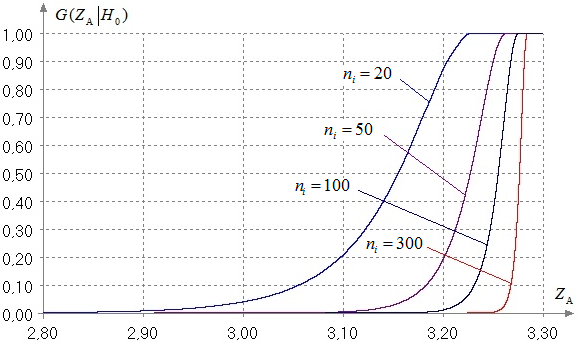 G(Z_A|H_0)
1.00
0.90
0.80
0.70
0.60
0.50
0.40
0.30
0.20
0.10
0.00
n_i = 20
n_i = 50
n_i = 100
n_i = 300
Z_A
2,80 2,90 3,00 3,10 3,20 3,30